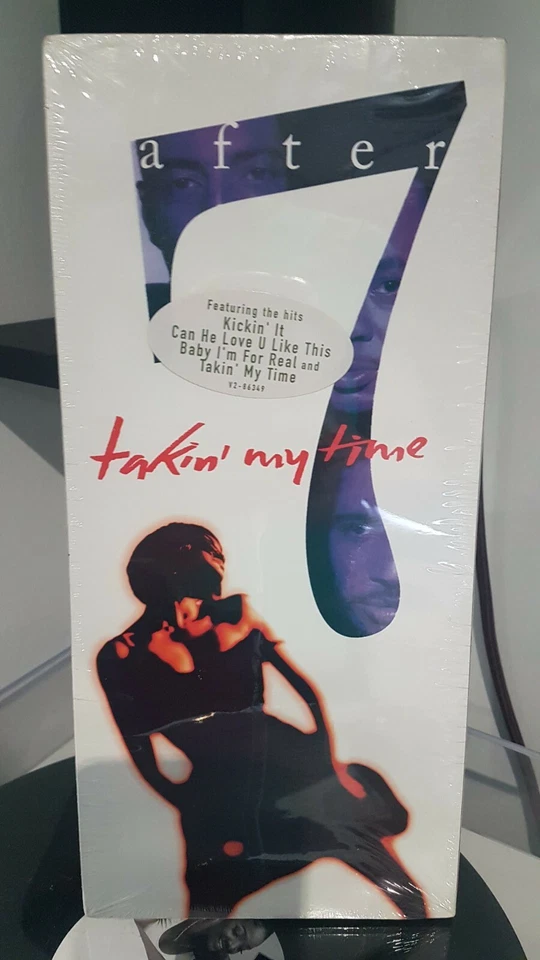 after
7
Featuring the hits
Kickin' It
Can He Love U Like This
Baby I'm For Real and
Takin' My Time
V2-86349
takin' my time